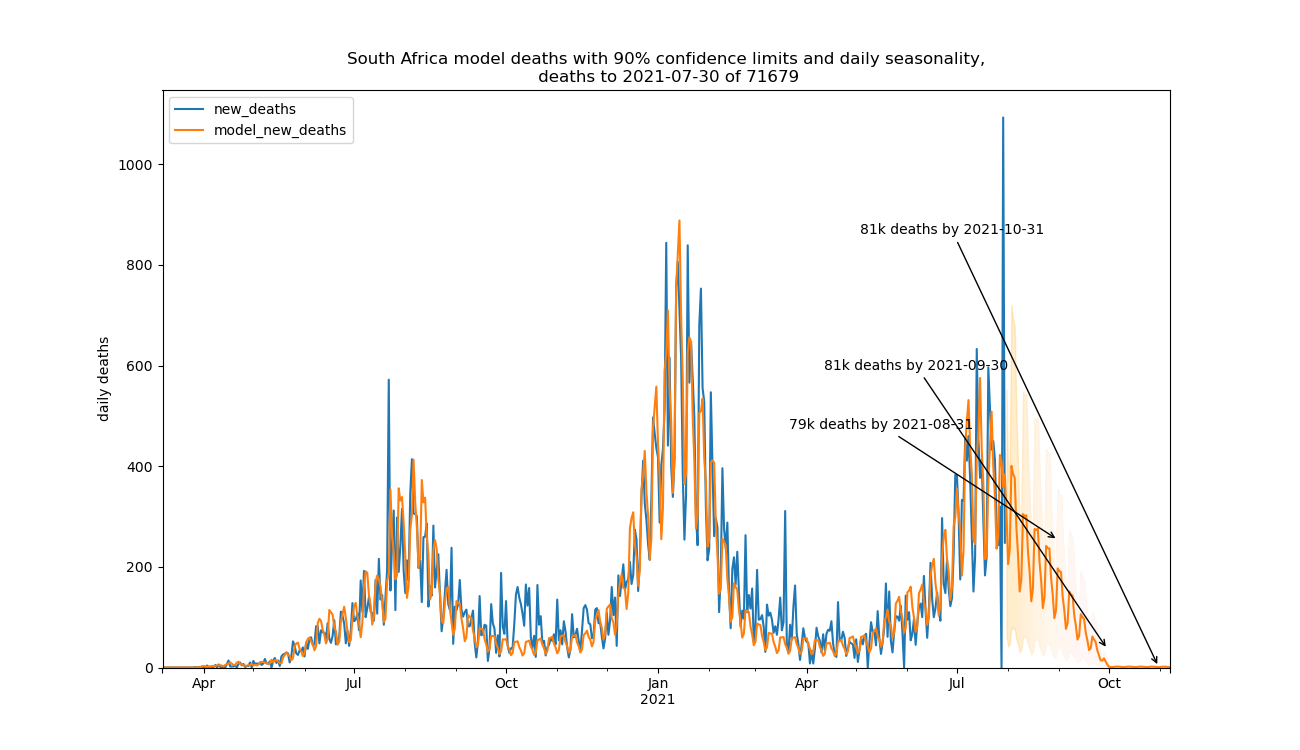 South Africa model deaths with 90% confidence limits and daily seasonality,
deaths to 2021-07-30 of 71679
new_deaths
model_new_deaths
1000
800
600
400
200
0
daily deaths
81k deaths by 2021-10-31
81k deaths by 2021-09-30
79k deaths by 2021-08-31
Apr
Jul
Oct
Jan
2021
Apr
Jul
Oct